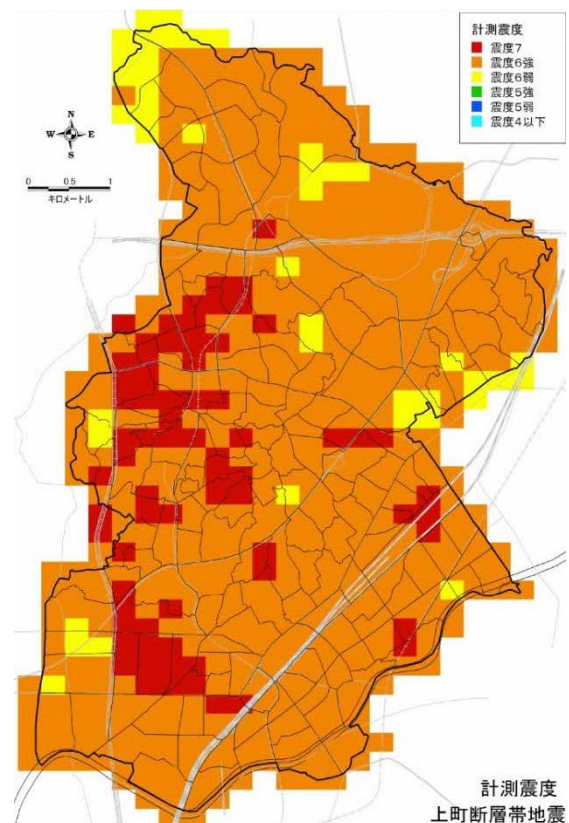 計測震度
震度7
震度6強
震度6弱
震度5強
震度5弱
震度4以下
N
W E
S
0 0.5 1
キロメートル
計測震度
上町断層帯地震